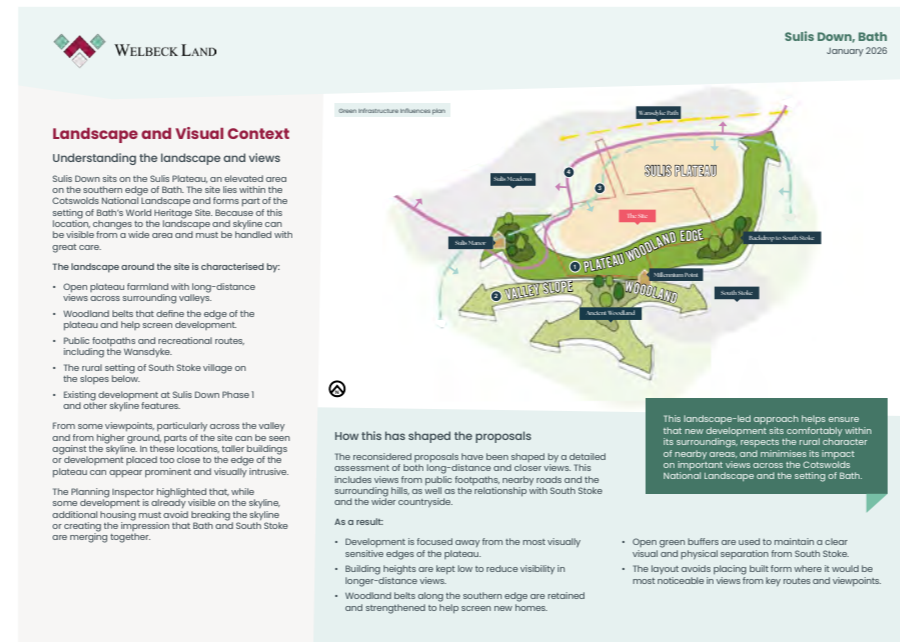 WELBECK LAND
Sulis Down, Bath
January 2026
Landscape and Visual Context
Understanding the landscape and views
Sulis Down sits on the Sulis Plateau, an elevated area
on the southern edge of Bath. The site lies within the
Cotswolds National Landscape and forms part of the
setting of Bath's World Heritage Site. Because of this
location, changes to the landscape and skyline can
be visible from a wide area and must be handled with
great care.
The landscape around the site is characterised by:
• Open plateau farmland with long-distance
views across surrounding valleys.
• Woodland belts that define the edge of the
plateau and help screen development.
• Public footpaths and recreational routes,
including the Wansdyke.
• The rural setting of South Stoke village on
the slopes below.
• Existing development at Sulis Down Phase 1
and other skyline features.
From some viewpoints, particularly across the valley
and from higher ground, parts of the site can be seen
against the skyline. In these locations, taller buildings
or development placed too close to the edge of the
plateau can appear prominent and visually intrusive.
The Planning Inspector highlighted that, while
some development is already visible on the skyline,
additional housing must avoid breaking the skyline
or creating the impression that Bath and South Stoke
are merging together.
Green Infrastructure Influences plan
Wansdyke Path
SULIS PLATEAU
Sulis Meadows
4
3
The Site
Sulis Manor
Backdrop to South Stoke
1 PLATEAU WOODLAND EDGE
Millennium Point
2 VALLEY SLOPE WOODLAND
South Stoke
Ancient Woodland
How this has shaped the proposals
The reconsidered proposals have been shaped by a detailed
assessment of both long-distance and closer views. This
includes views from public footpaths, nearby roads and the
surrounding hills, as well as the relationship with South Stoke
and the wider countryside.
As a result:
• Development is focused away from the most visually
sensitive edges of the plateau.
• Building heights are kept low to reduce visibility in
longer-distance views.
• Woodland belts along the southern edge are retained
and strengthened to help screen new homes.
• Open green buffers are used to maintain a clear
visual and physical separation from South Stoke.
• The layout avoids placing built form where it would be
most noticeable in views from key routes and viewpoints.
This landscape-led approach helps ensure
that new development sits comfortably within
its surroundings, respects the rural character
of nearby areas, and minimises its impact
on important views across the Cotswolds
National Landscape and the setting of Bath.